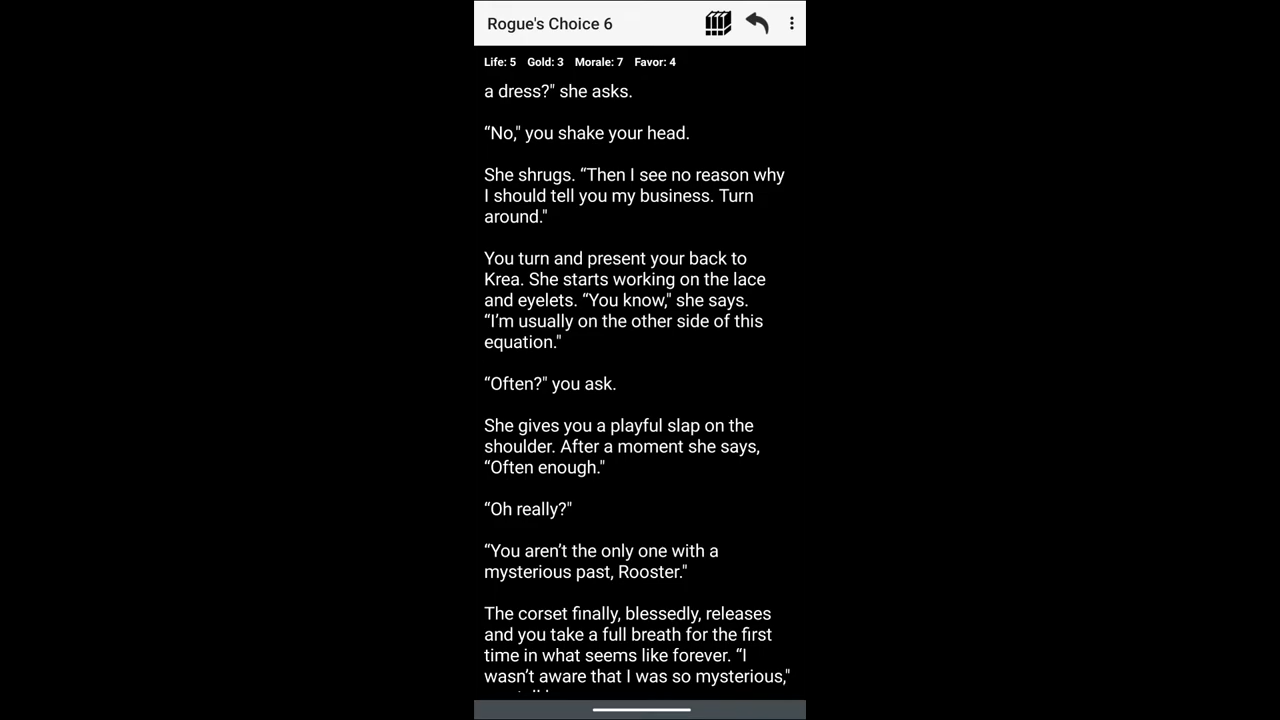 Rogue's Choice 6
Life: 5 Gold: 3 Morale: 7 Favor: 4
a dress?" she asks.
“No," you shake your head.
She shrugs. “Then I see no reason why
I should tell you my business. Turn
around."
You turn and present your back to
Krea. She starts working on the lace
and eyelets. “You know," she says.
“I’m usually on the other side of this
equation."
“Often?" you ask.
She gives you a playful slap on the
shoulder. After a moment she says,
“Often enough."
“Oh really?"
“You aren’t the only one with a
mysterious past, Rooster."
The corset finally, blessedly, releases
and you take a full breath for the first
time in what seems like forever. “I
wasn’t aware that I was so mysterious,"